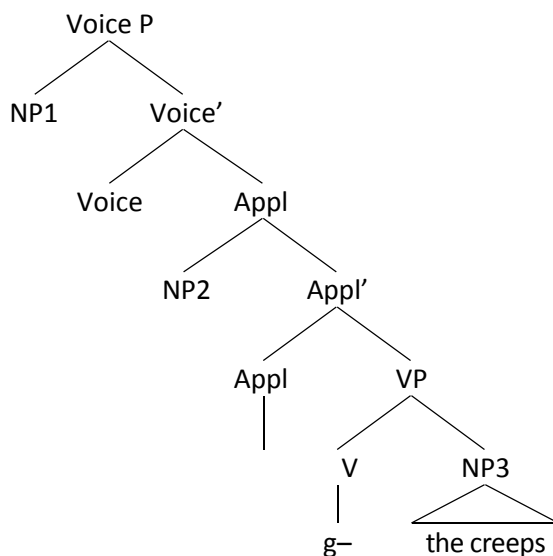 Voice P
NP1 Voice’
Voice Appl
NP2 Appl’
Appl VP
V NP3
g– the creeps